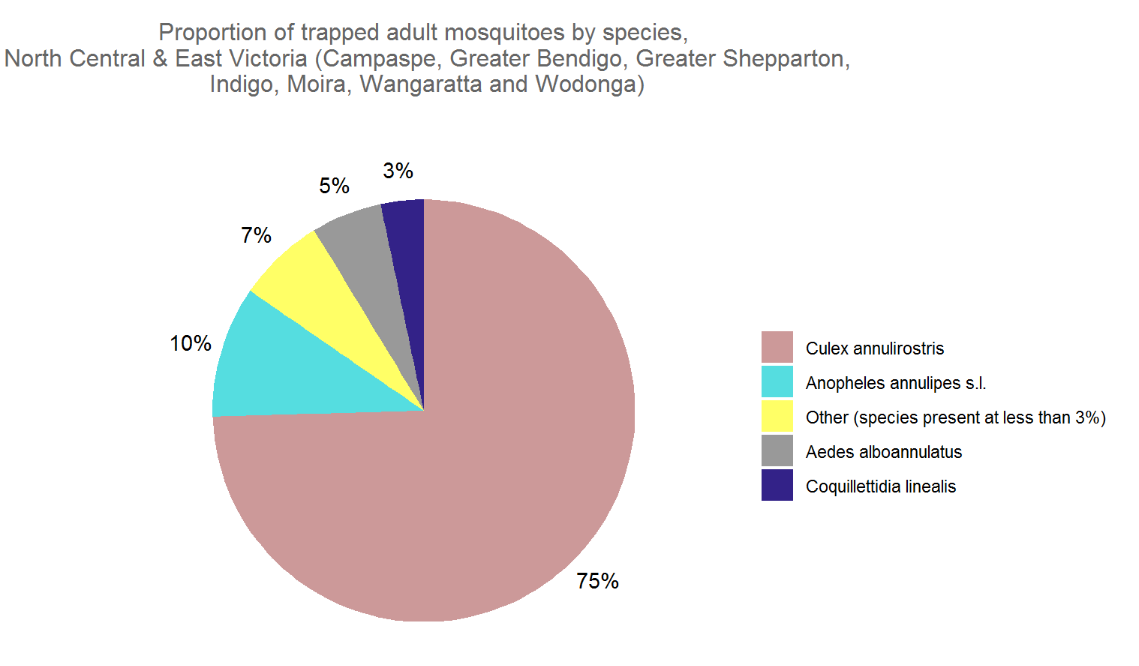 Proportion of trapped adult mosquitoes by species,
North Central & East Victoria (Campaspe, Greater Bendigo, Greater Shepparton,
Indigo, Moira, Wangaratta and Wodonga)
3%
5%
7%
10%
75%
Culex annulirostris
Anopheles annulipes s.l.
Other (species present at less than 3%)
Aedes alboannulatus
Coquillettidia linealis